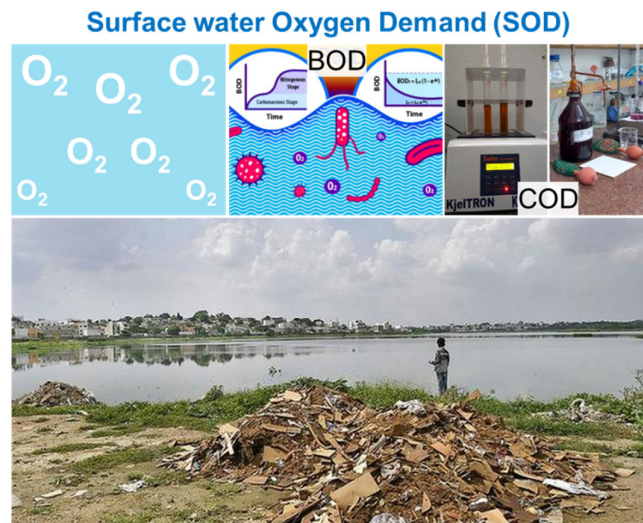 Surface water Oxygen Demand (SOD)
O2 O2 O2
O2 O2
O2 O2
BOD
BOD
Nitrogenous
Stage
Carbonaceous Stage
Time
BOD
Time
O2
O2
O2
O2
KjelTRON K
COD